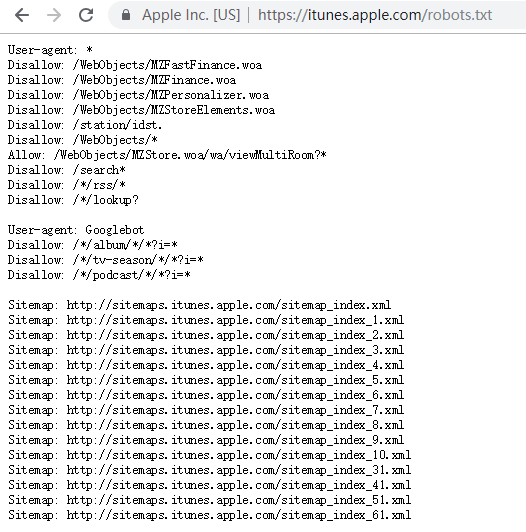 Apple Inc. [US] | https://itunes.apple.com/robots.txt
User-agent: *
Disallow: /WebObjects/MZFastFinance.woa
Disallow: /WebObjects/MZFinance.woa
Disallow: /WebObjects/MZPersonalizer.woa
Disallow: /WebObjects/MZStoreElements.woa
Disallow: /station/idst.
Disallow: /WebObjects/*
Allow: /WebObjects/MZStore.woa/wa/viewMultiRoom?*
Disallow: /search*
Disallow: /*/rss/*
Disallow: /*/lookup?
User-agent: Googlebot
Disallow: /*/album/*/*?i=*
Disallow: /*/tv-season/*/*?i=*
Disallow: /*/podcast/*/*?i=*
Sitemap: http://sitemaps.itunes.apple.com/sitemap_index.xml
Sitemap: http://sitemaps.itunes.apple.com/sitemap_index_1.xml
Sitemap: http://sitemaps.itunes.apple.com/sitemap_index_2.xml
Sitemap: http://sitemaps.itunes.apple.com/sitemap_index_3.xml
Sitemap: http://sitemaps.itunes.apple.com/sitemap_index_4.xml
Sitemap: http://sitemaps.itunes.apple.com/sitemap_index_5.xml
Sitemap: http://sitemaps.itunes.apple.com/sitemap_index_6.xml
Sitemap: http://sitemaps.itunes.apple.com/sitemap_index_7.xml
Sitemap: http://sitemaps.itunes.apple.com/sitemap_index_8.xml
Sitemap: http://sitemaps.itunes.apple.com/sitemap_index_9.xml
Sitemap: http://sitemaps.itunes.apple.com/sitemap_index_10.xml
Sitemap: http://sitemaps.itunes.apple.com/sitemap_index_31.xml
Sitemap: http://sitemaps.itunes.apple.com/sitemap_index_41.xml
Sitemap: http://sitemaps.itunes.apple.com/sitemap_index_51.xml
Sitemap: http://sitemaps.itunes.apple.com/sitemap_index_61.xml